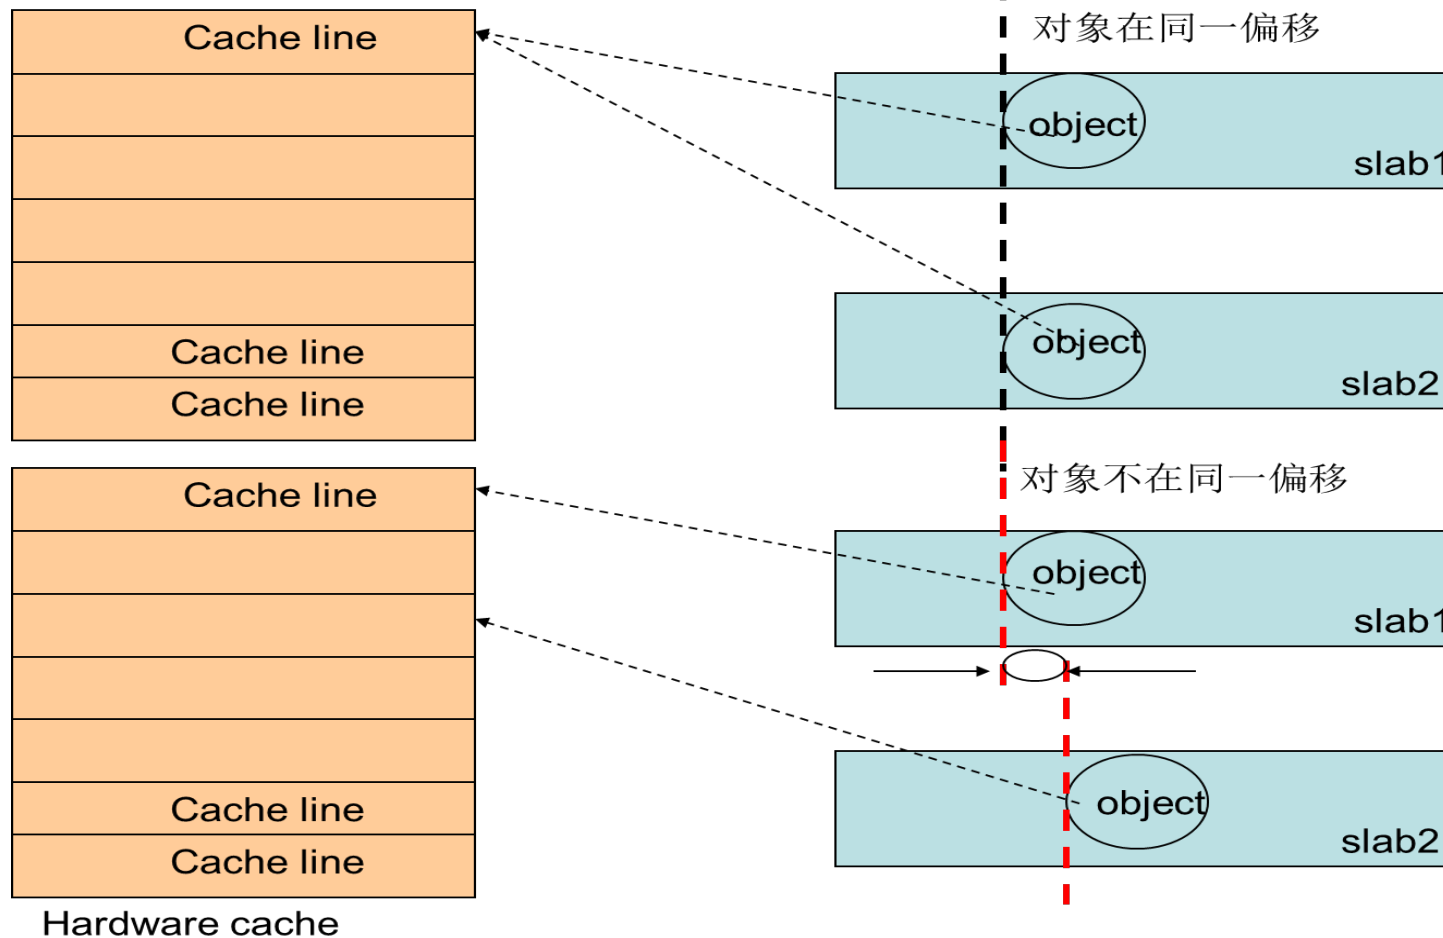 Cache line
对象在同一偏移
object
slab1
Cache line
object
Cache line
slab2
Cache line
对象不在同一偏移
object
slab1
Cache line
object
Cache line
slab2
Hardware cache